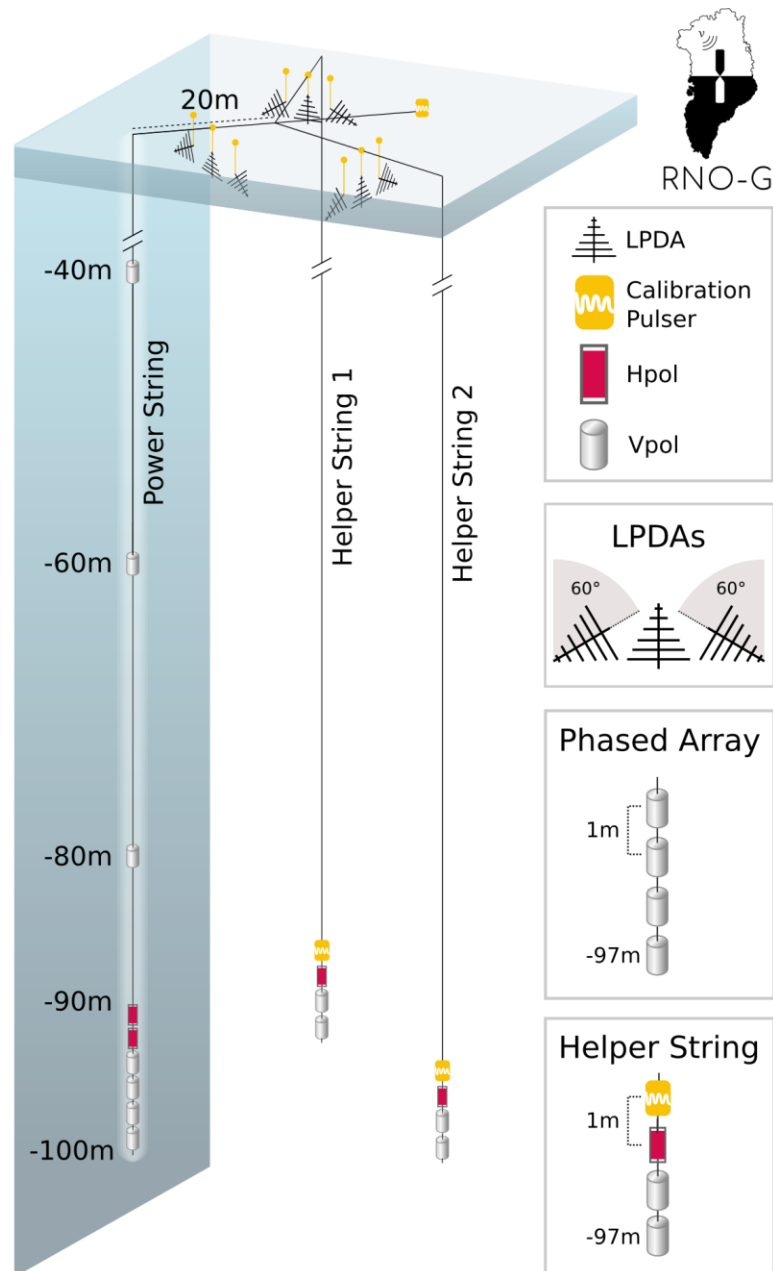 20m
RNO-G
-40m
-60m
-80m
-90m
-100m
Power String
Helper String 1
Helper String 2
LPDA
Calibration
Pulser
Hpol
Vpol
LPDAs
60°
60°
Phased Array
1m
-97m
Helper String
1m
-97m